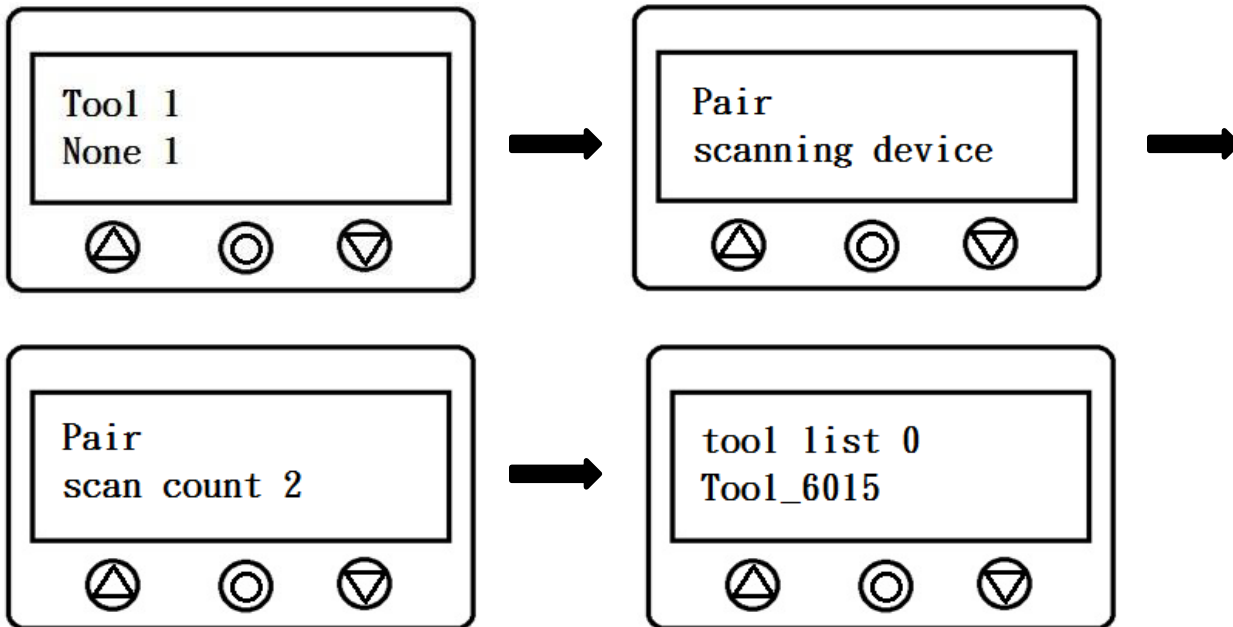 Tool 1
None 1
Pair
scanning device
Pair
scan count 2
tool list 0
Tool_6015